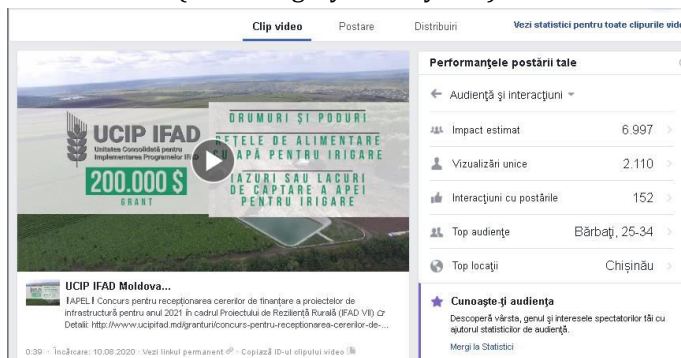 Clip video
Postare
Distribuiri
Vezi statistici pentru toate clipurile vide
UCIP IFAD
Unitatea Consolidată pentru
Implementarea Programelor IFAD
200.000 $
GRANT
DRUMURI ȘI PODURI
REȚELE DE ALIMENTARE
CU APĂ PENTRU IRIGARE
IAZURI SAU LACURI
DE CAPTARE A APEI
PENTRU IRIGARE
UCIP IFAD Moldova...
APEL Concurs pentru recepționarea cererilor de finanțare a proiectelor de
infrastructură pentru anul 2021 în cadrul Proiectului de Reziliență Rurală (IFAD VII)
Detalii: http://www.ucipifad.md/granturi/concurs-pentru-receptionarea-cererilor-de-...
0:39 · Încărcare: 10.08.2020 · Vezi linkul permanent · Copiază ID-ul clipului video
Performanțele postării tale
Audiență și interacțiuni
Impact estimat 6.997
Vizualizări unice 2.110
Interacțiuni cu postările 152
Top audiențe Bărbați, 25-34
Top locații Chișinău
Cunoaște-ți audiența
Descoperă vârsta, genul și interesele spectatorilor tăi cu
ajutorul statisticilor de audiență.
Mergi la Statistici